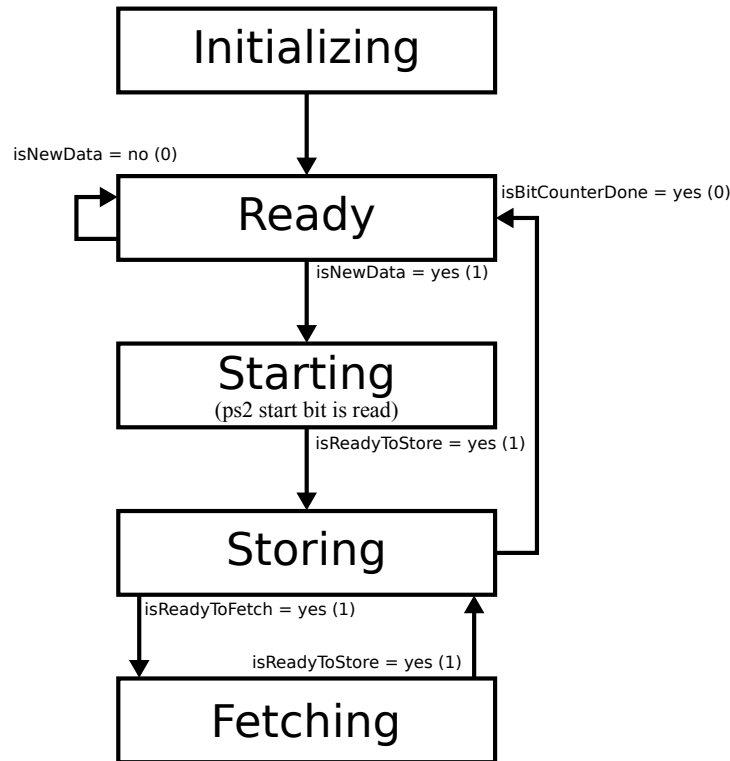 Initializing
isNewData = no (0)
Ready
isBitCounterDone = yes (0)
isNewData = yes (1)
Starting
(ps2 start bit is read)
isReadyToStore = yes (1)
Storing
isReadyToFetch = yes (1)
isReadyToStore = yes (1)
Fetching